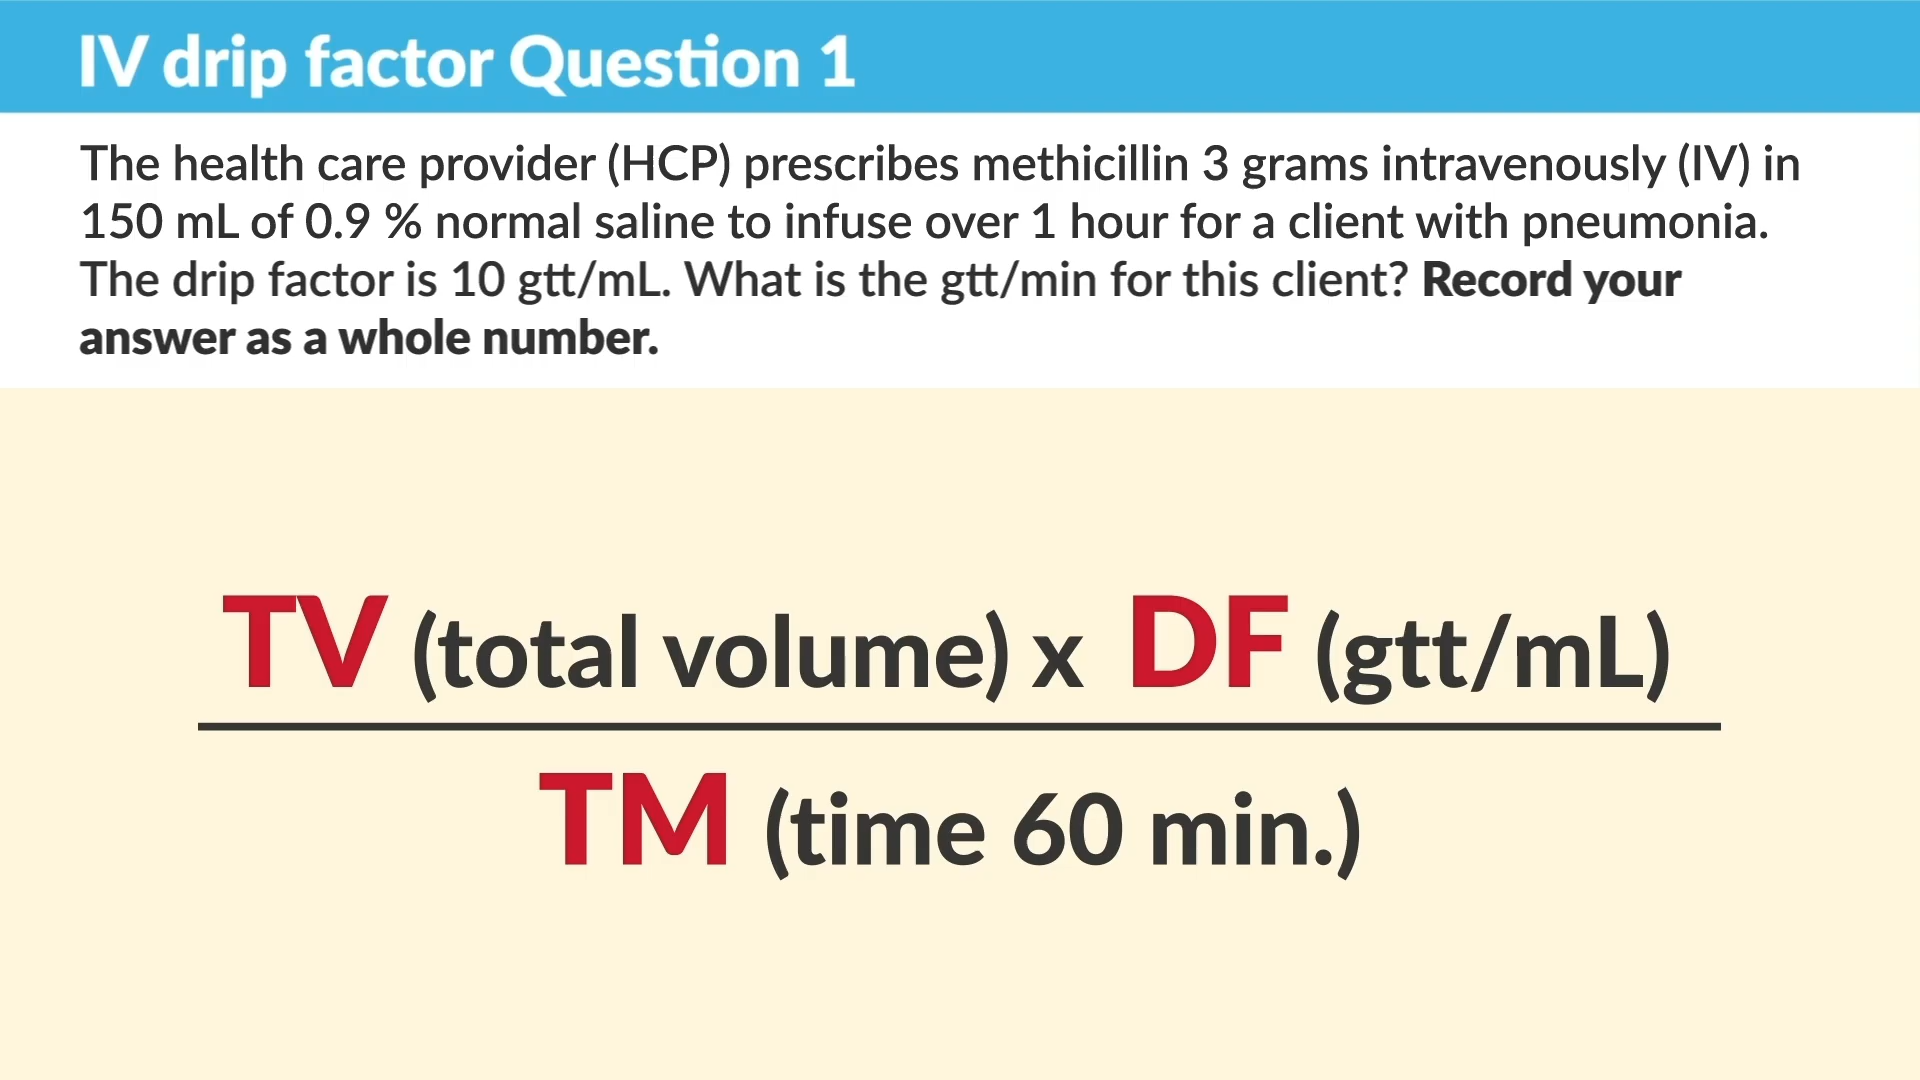 IV drip factor Question 1
The health care provider (HCP) prescribes methicillin 3 grams intravenously (IV) in
150 mL of 0.9 % normal saline to infuse over 1 hour for a client with pneumonia.
The drip factor is 10 gtt/mL. What is the gtt/min for this client? Record your
answer as a whole number.
TV (total volume) x DF (gtt/mL)
TM (time 60 min.)